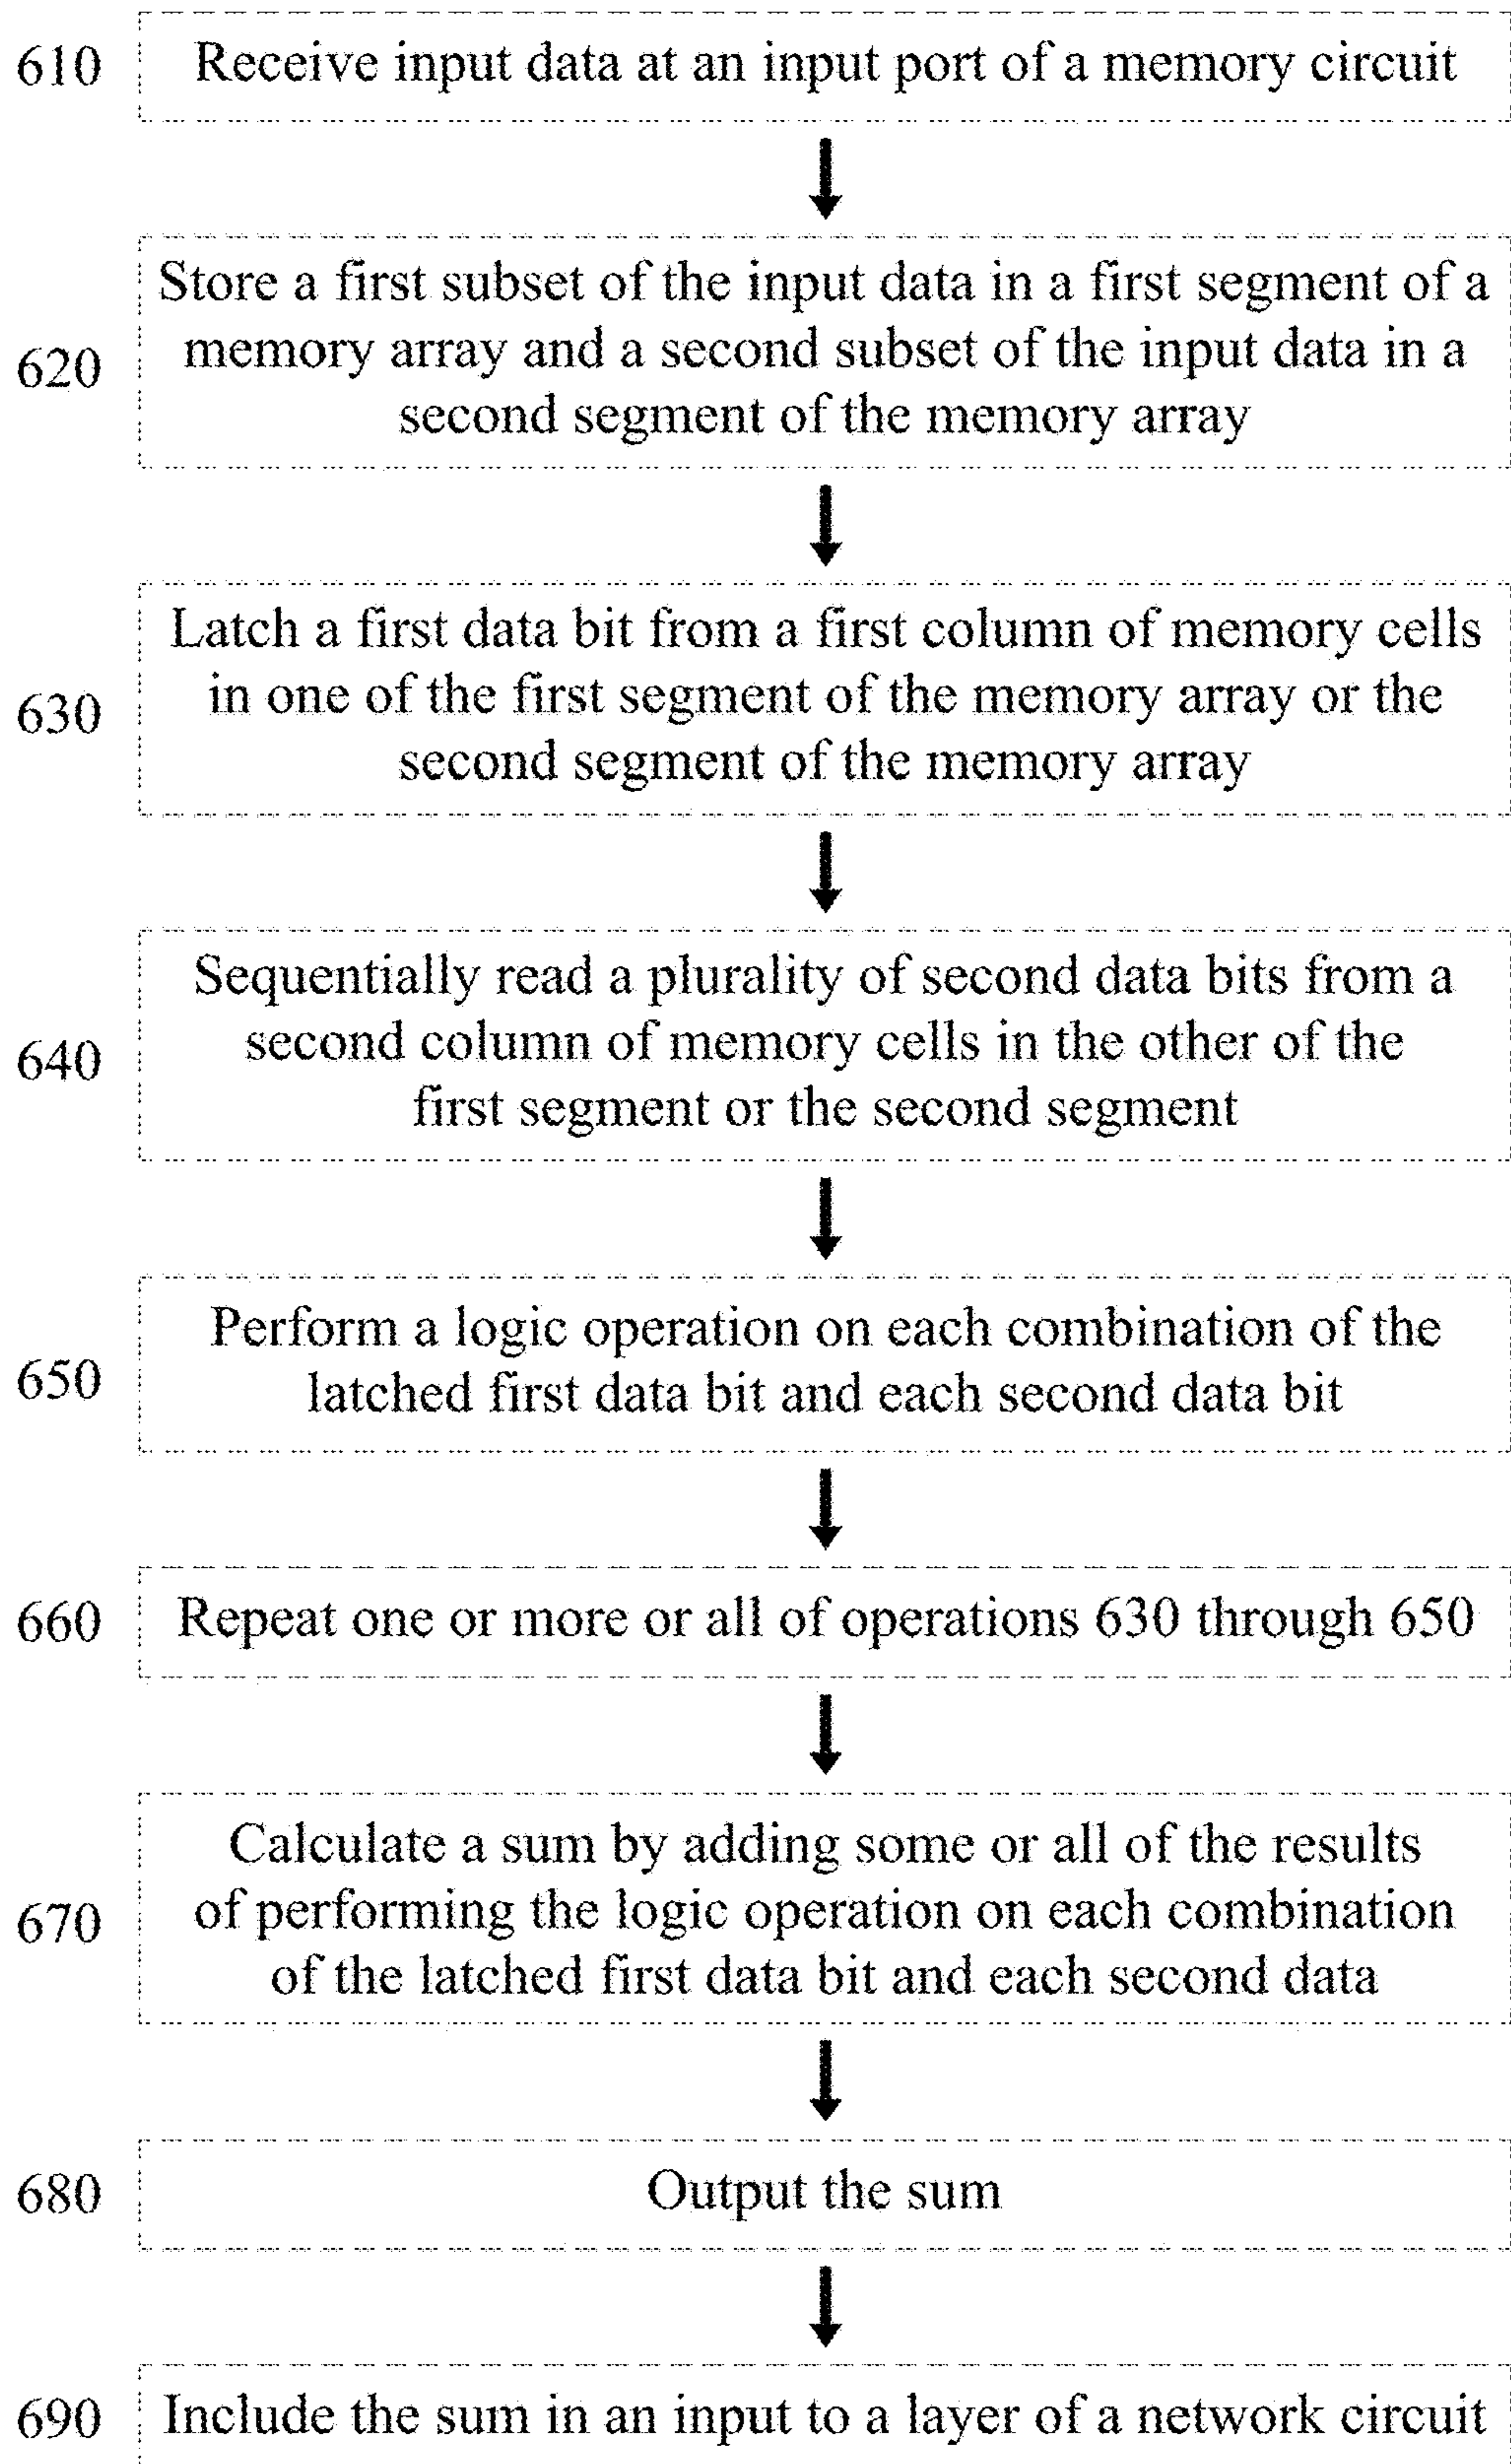 610 Receive input data at an input port of a memory circuit
Store a first subset of the input data in a first segment of a
620 memory array and a second subset of the input data in a
second segment of the memory array
Latch a first data bit from a first column of memory cells
630 in one of the first segment of the memory array or the
second segment of the memory array
Sequentially read a plurality of second data bits from a
640 second column of memory cells in the other of the
first segment or the second segment
Perform a logic operation on each combination of the
650 latched first data bit and each second data bit
660 Repeat one or more or all of operations 630 through 650
Calculate a sum by adding some or all of the results
670 of performing the logic operation on each combination
of the latched first data bit and each second data
680 Output the sum
690 Include the sum in an input to a layer of a network circuit